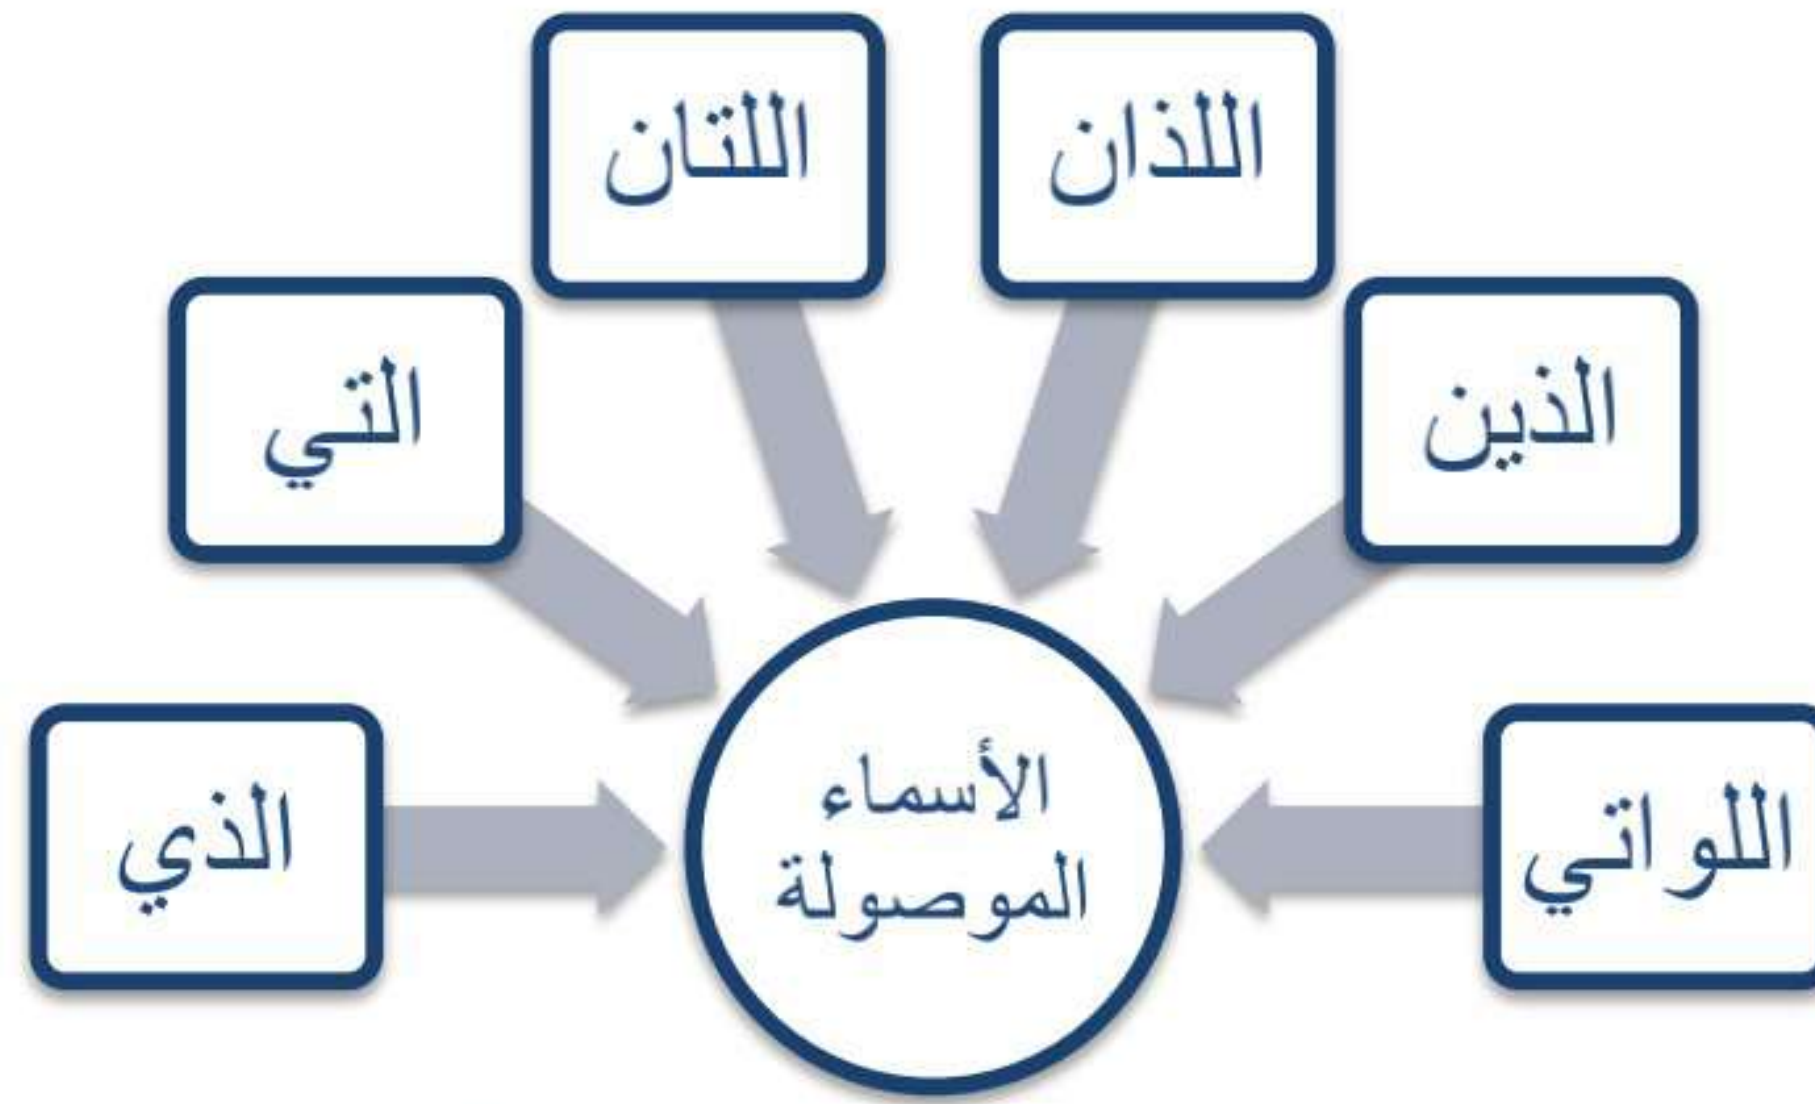 اللذان
اللتان
الذين
التي
اللواتي
الذي
الأسماء
الموصولة